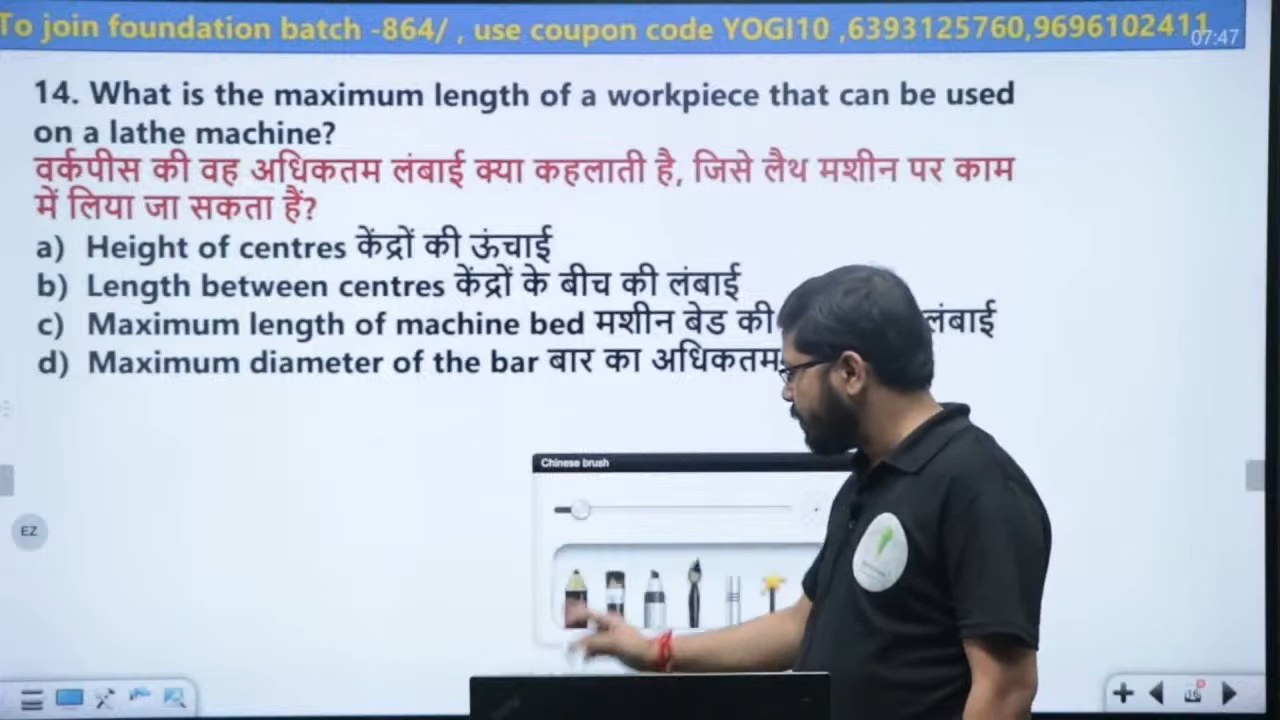 To join foundation batch -864/ , use coupon code YOGI10 ,6393125760,9696102411
07:47
14. What is the maximum length of a workpiece that can be used
on a lathe machine?
वर्कपीस की वह अधिकतम लंबाई क्या कहलाती है, जिसे लैथ मशीन पर काम
में लिया जा सकता हैं?
a) Height of centres केंद्रों की ऊंचाई
b) Length between centres केंद्रों के बीच की लंबाई
c) Maximum length of machine bed मशीन बेड की लंबाई
d) Maximum diameter of the bar बार का अधिकतम
Chinese brush
EZ